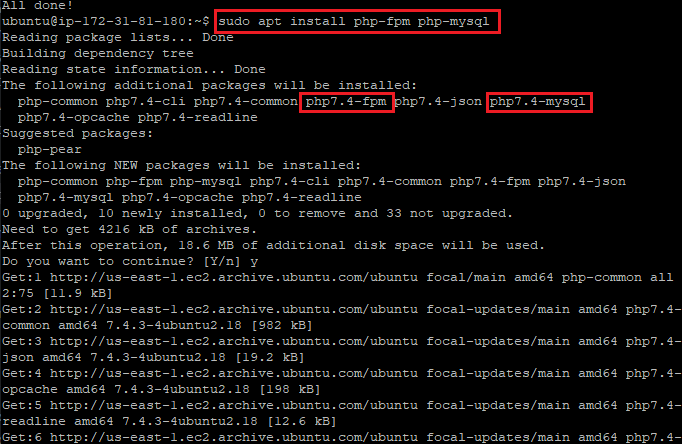 All done!
ubuntu@ip-172-31-81-180:~$ sudo apt install php-fpm php-mysql
Reading package lists... Done
Building dependency tree
Reading state information... Done
The following additional packages will be installed:
  php-common php7.4-cli php7.4-common php7.4-fpm php7.4-json php7.4-mysql
  php7.4-opcache php7.4-readline
Suggested packages:
  php-pear
The following NEW packages will be installed:
  php-common php-fpm php-mysql php7.4-cli php7.4-common php7.4-fpm php7.4-json
  php7.4-mysql php7.4-opcache php7.4-readline
0 upgraded, 10 newly installed, 0 to remove and 33 not upgraded.
Need to get 4216 kB of archives.
After this operation, 18.6 MB of additional disk space will be used.
Do you want to continue? [Y/n] y
Get:1 http://us-east-1.ec2.archive.ubuntu.com/ubuntu focal/main amd64 php-common all
2:75 [11.9 kB]
Get:2 http://us-east-1.ec2.archive.ubuntu.com/ubuntu focal-updates/main amd64 php7.4-
common amd64 7.4.3-4ubuntu2.18 [982 kB]
Get:3 http://us-east-1.ec2.archive.ubuntu.com/ubuntu focal-updates/main amd64 php7.4-
json amd64 7.4.3-4ubuntu2.18 [19.2 kB]
Get:4 http://us-east-1.ec2.archive.ubuntu.com/ubuntu focal-updates/main amd64 php7.4-
opcache amd64 7.4.3-4ubuntu2.18 [198 kB]
Get:5 http://us-east-1.ec2.archive.ubuntu.com/ubuntu focal-updates/main amd64 php7.4-
readline amd64 7.4.3-4ubuntu2.18 [12.6 kB]
Get:6 http://us-east-1.ec2.archive.ubuntu.com/ubuntu focal-updates/main amd64 php7.4-